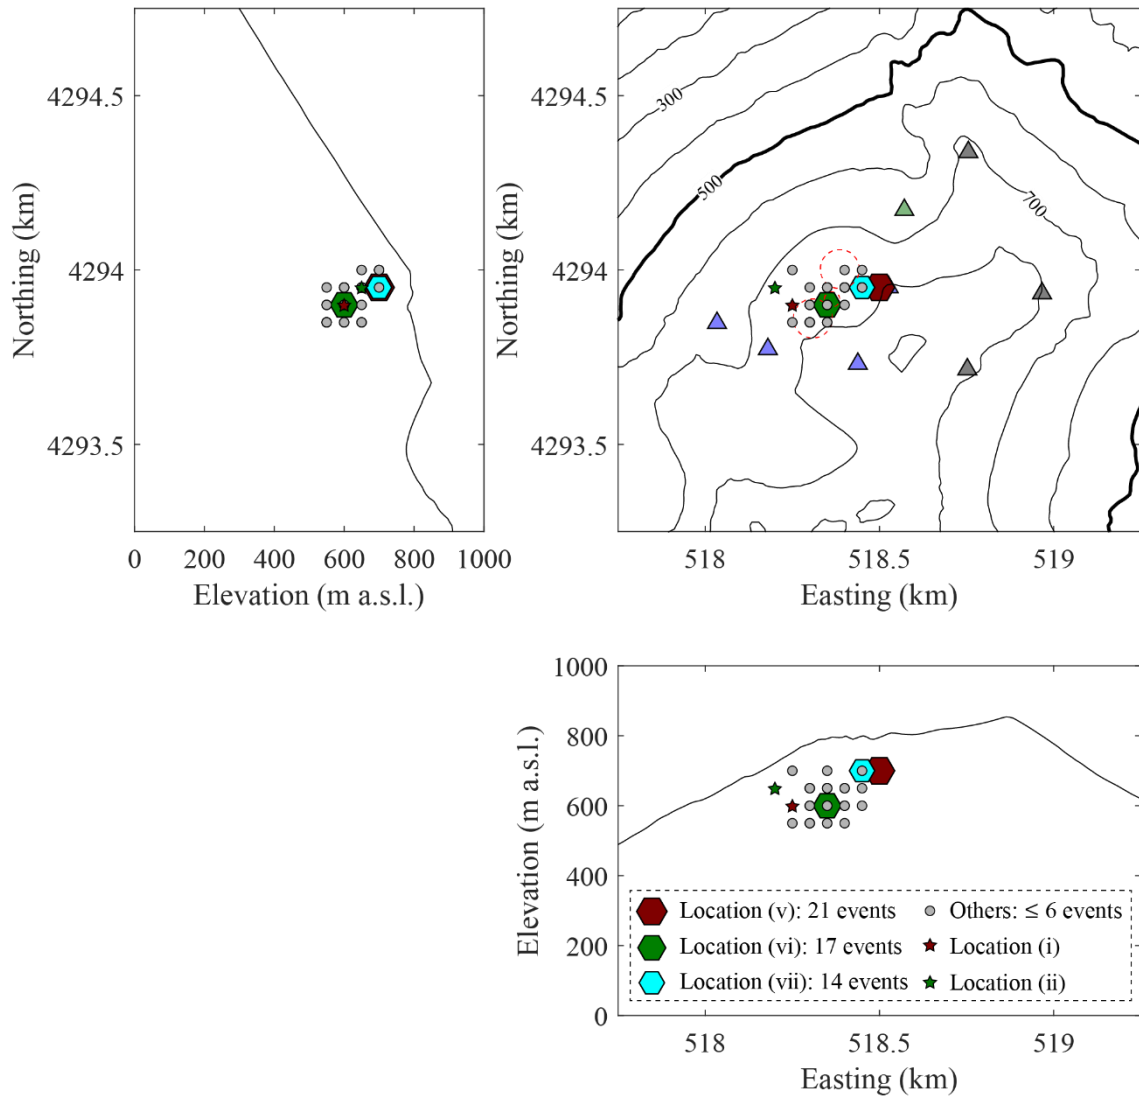 4294.5
4294
4293.5
Northing (km)
0 200 400 600 800 1000
Elevation (m a.s.l.)
4294.5
4294
4293.5
Northing (km)
300
500
700
518 518.5 519
Easting (km)
1000
800
600
400
200
0
Elevation (m a.s.l.)
Location (v): 21 events
Others: ≤ 6 events
Location (vi): 17 events
Location (i)
Location (vii): 14 events
Location (ii)
518 518.5 519
Easting (km)